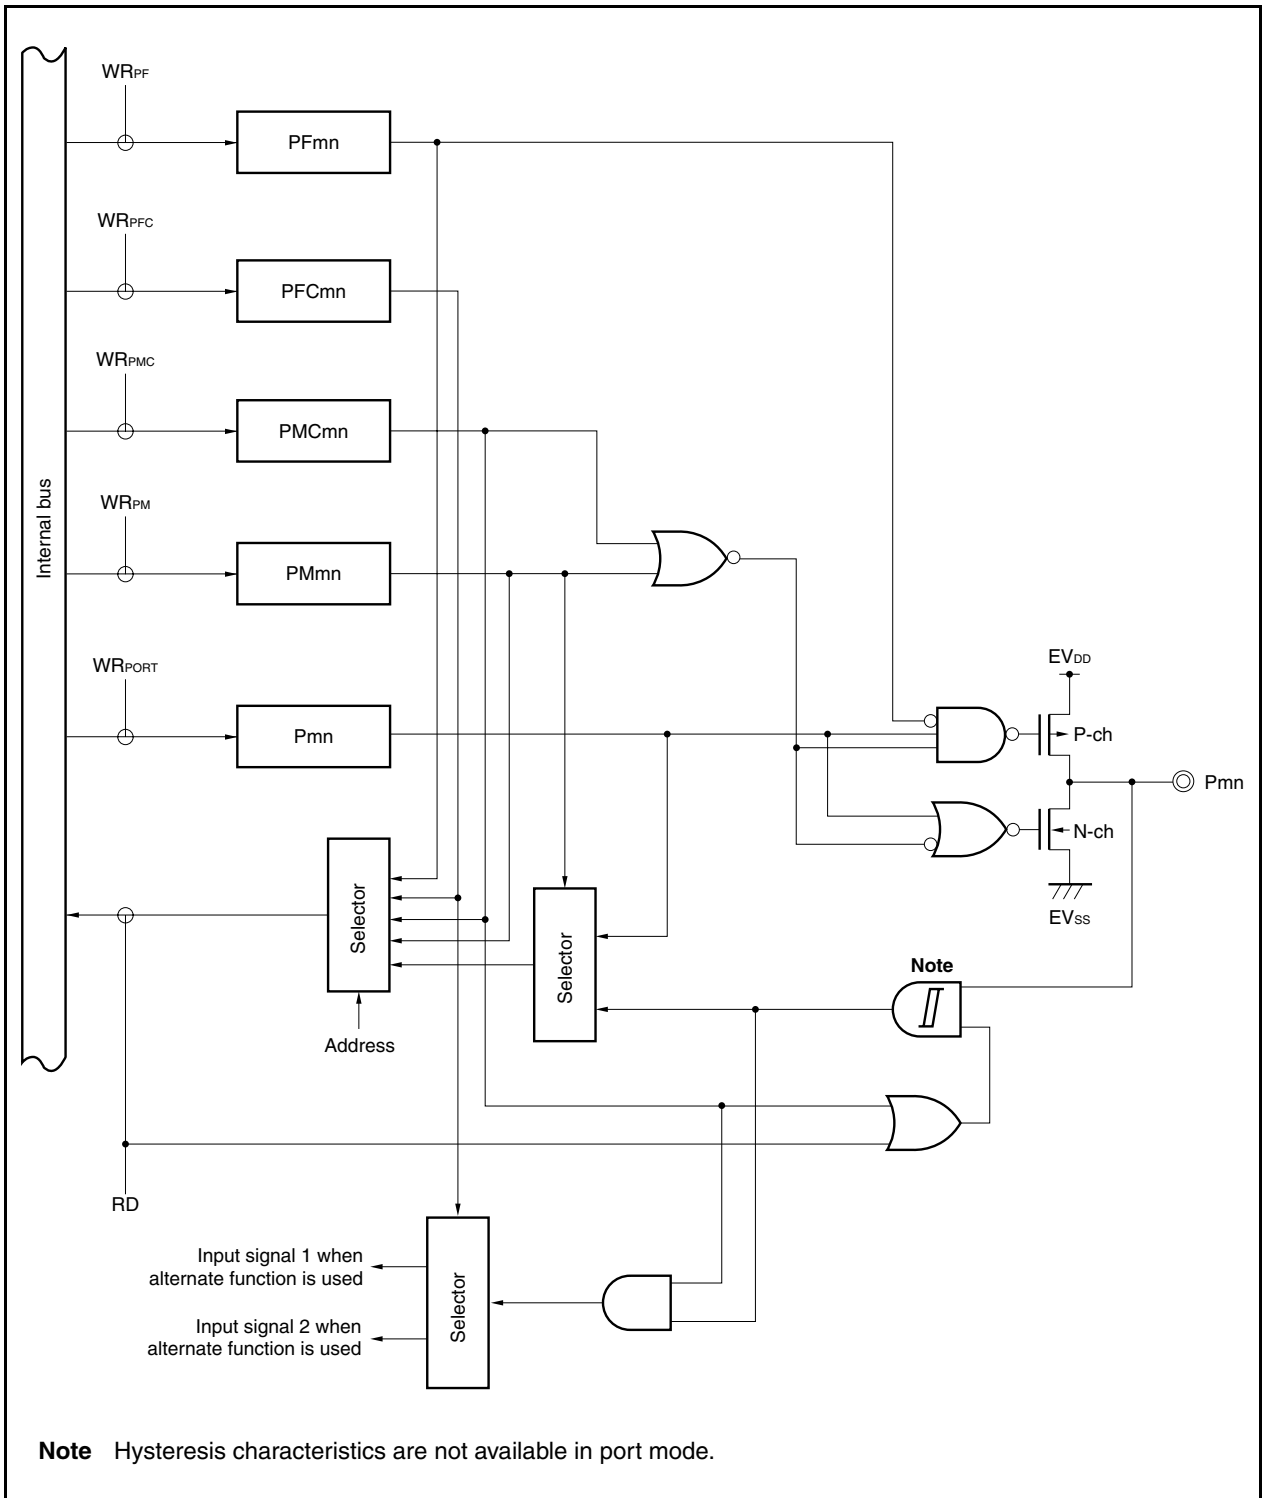 WRPF
PFmn
WRPFC
PFCmn
WRPMC
PMCmn
Internal bus
WRPM
PMmn
WRPORT
Pmn
EVDD
P-ch
Pmn
N-ch
EVSS
Selector
Selector
Note
Address
RD
Input signal 1 when
alternate function is used
Input signal 2 when
alternate function is used
Selector
Note Hysteresis characteristics are not available in port mode.